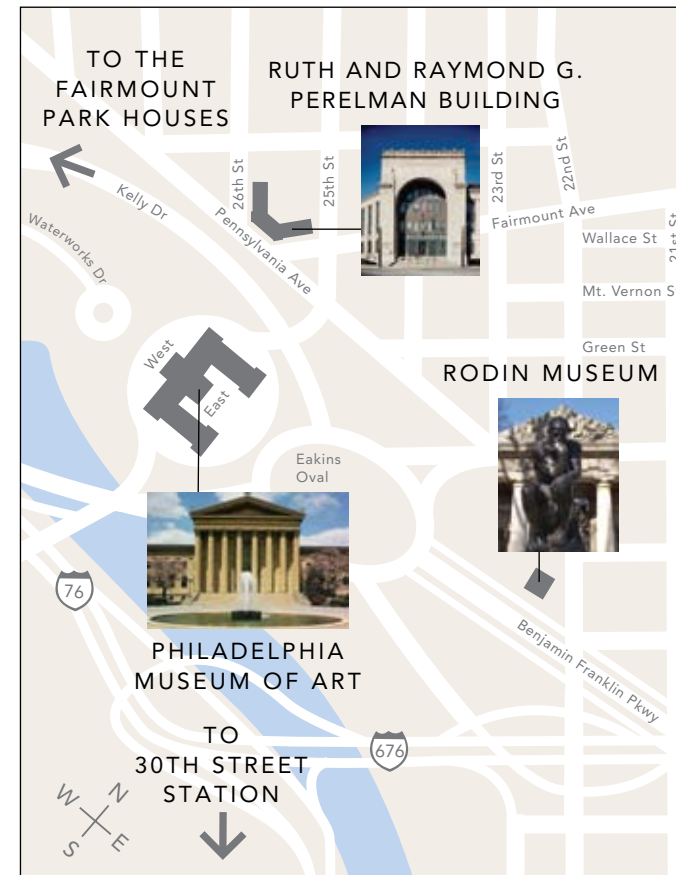 TO THE
FAIRMOUNT
PARK HOUSES
RUTH AND RAYMOND G.
PERELMAN BUILDING
26th St
25th St
23rd St
22nd St
21st St
Kelly Dr
Waterworks Dr
Pennsylvania Ave
Fairmount Ave
Wallace St
Mt. Vernon S
Green St
West
East
RODIN MUSEUM
Eakins
Oval
76
PHILADELPHIA
MUSEUM OF ART
Benjamin Franklin Pkwy
676
TO
30TH STREET
STATION
W
N
S
E